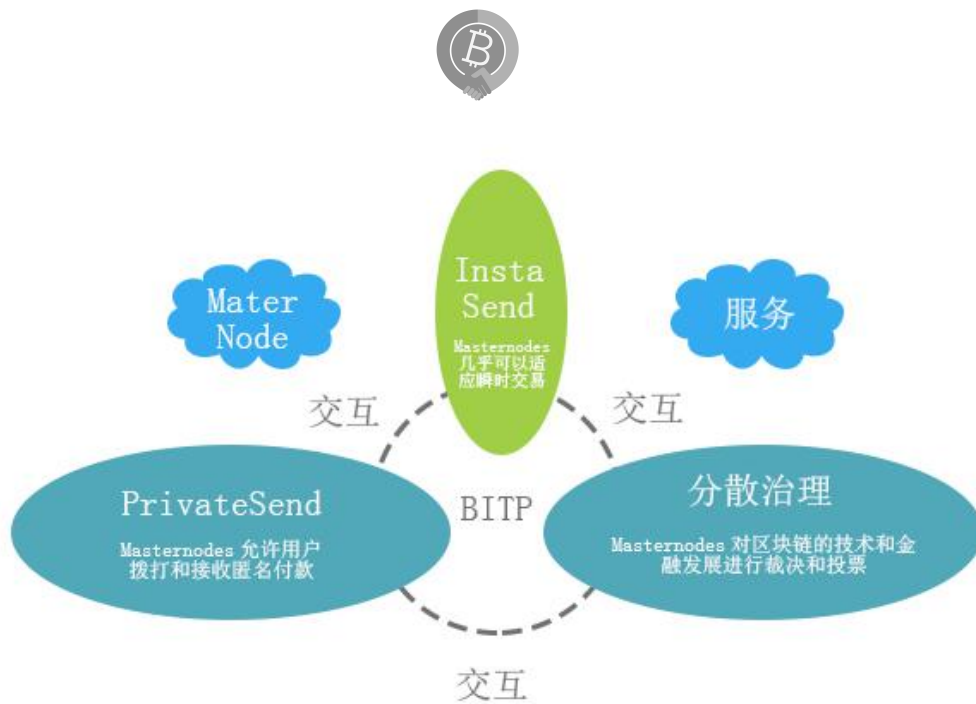 Insta
Send
Masternodes
几乎可以适
应瞬时交易
Mater
Node
服务
交互
交互
PrivateSend
Masternodes 允许用户
拨打和接收匿名付款
BITP
分散治理
Masternodes 对区块链的技术和金
融发展进行裁决和投票
交互